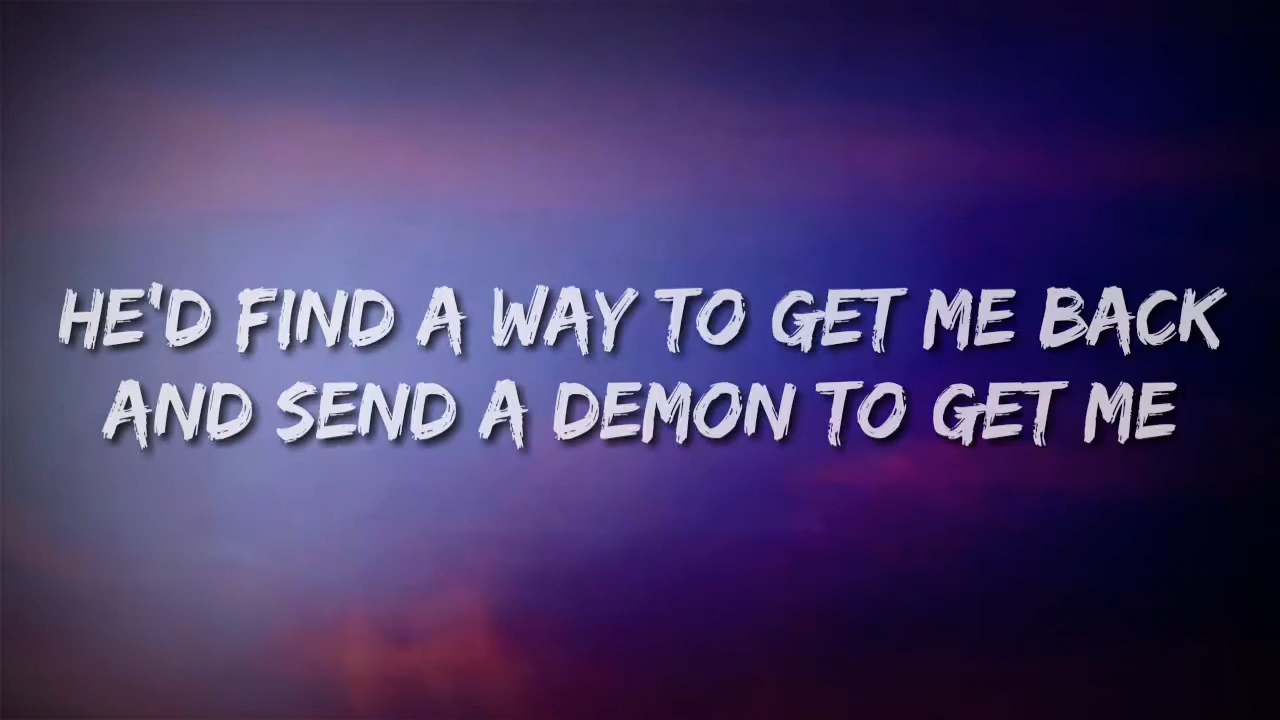 HE'D FIND A WAY TO GET ME BACK
AND SEND A DEMON TO GET ME